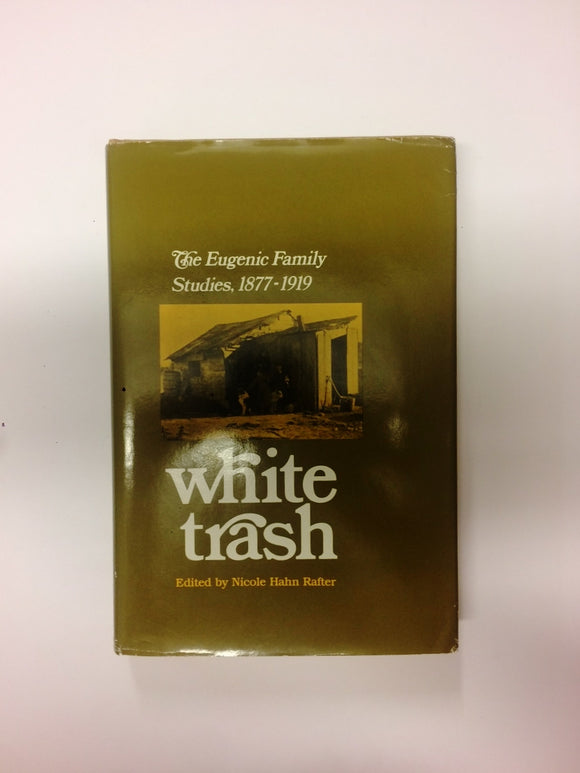 The Eugenic Family
Studies, 1877-1919
white
trash
Edited by Nicole Hahn Rafter